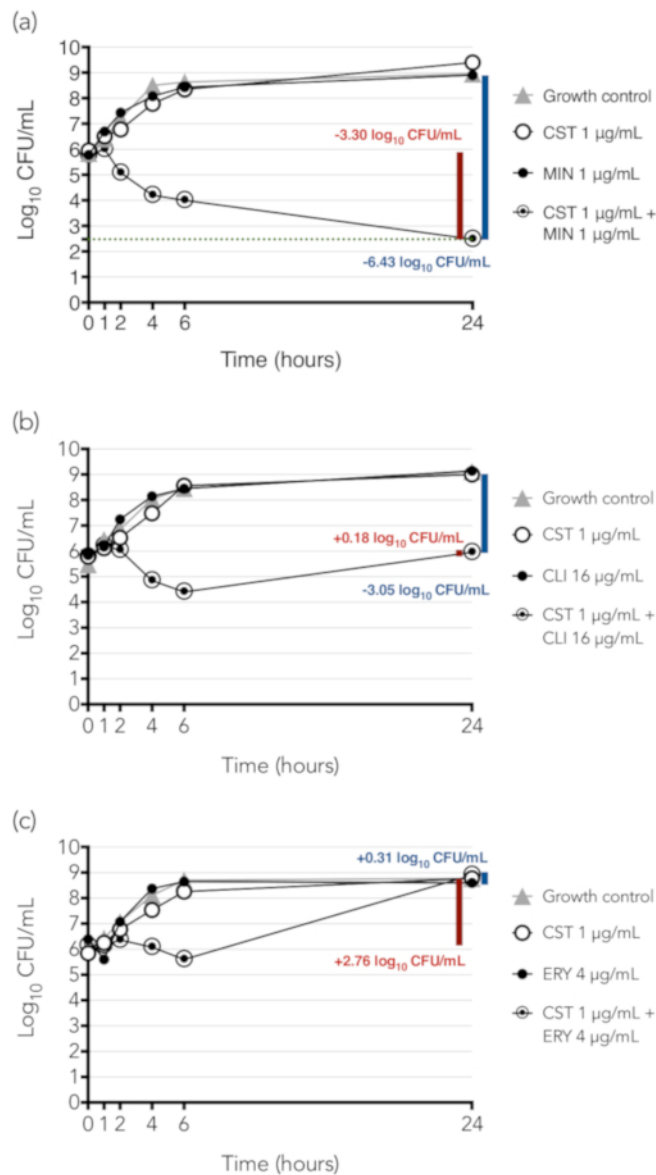 (a)
Log10 CFU/mL
10
9
8
7
6
5
4
3
2
1
0
0 1 2 4 6 24
Time (hours)
-3.30 log10 CFU/mL
-6.43 log10 CFU/mL
Growth control
CST 1 µg/mL
MIN 1 µg/mL
CST 1 µg/mL +
MIN 1 µg/mL
(b)
Log10 CFU/mL
10
9
8
7
6
5
4
3
2
1
0
0 1 2 4 6 24
Time (hours)
+0.18 log10 CFU/mL
-3.05 log10 CFU/mL
Growth control
CST 1 µg/mL
CLI 16 µg/mL
CST 1 µg/mL +
CLI 16 µg/mL
(c)
Log10 CFU/mL
10
9
8
7
6
5
4
3
2
1
0
0 1 2 4 6 24
Time (hours)
+0.31 log10 CFU/mL
+2.76 log10 CFU/mL
Growth control
CST 1 µg/mL
ERY 4 µg/mL
CST 1 µg/mL +
ERY 4 µg/mL